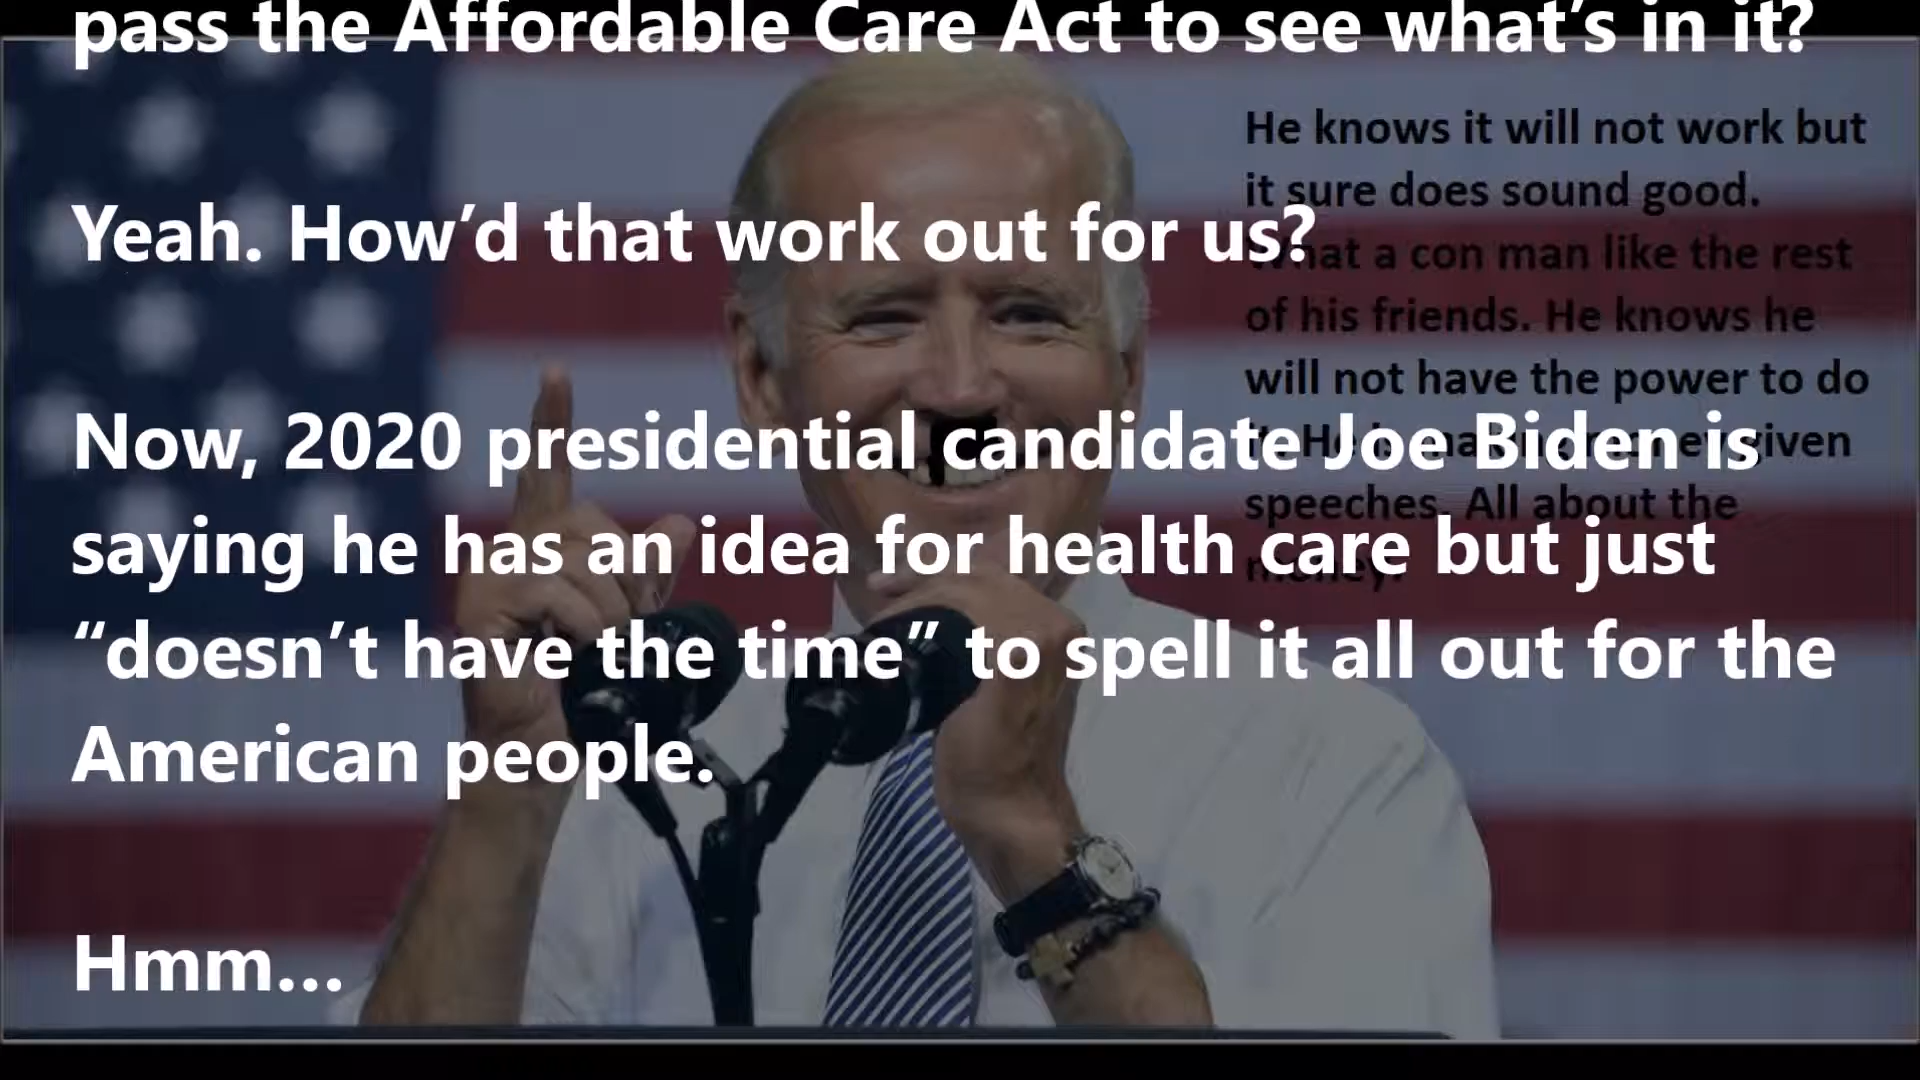 pass the Affordable Care Act to see what’s in it?
He knows it will not work but
it sure does sound good.
Yeah. How’d that work out for us?
What a con man like the rest
of his friends. He knows he
will not have the power to do
Now, 2020 presidential candidate Joe Biden is
given
speeches. All about the
saying he has an idea for health care but just
money.
“doesn’t have the time” to spell it all out for the
American people.
Hmm...